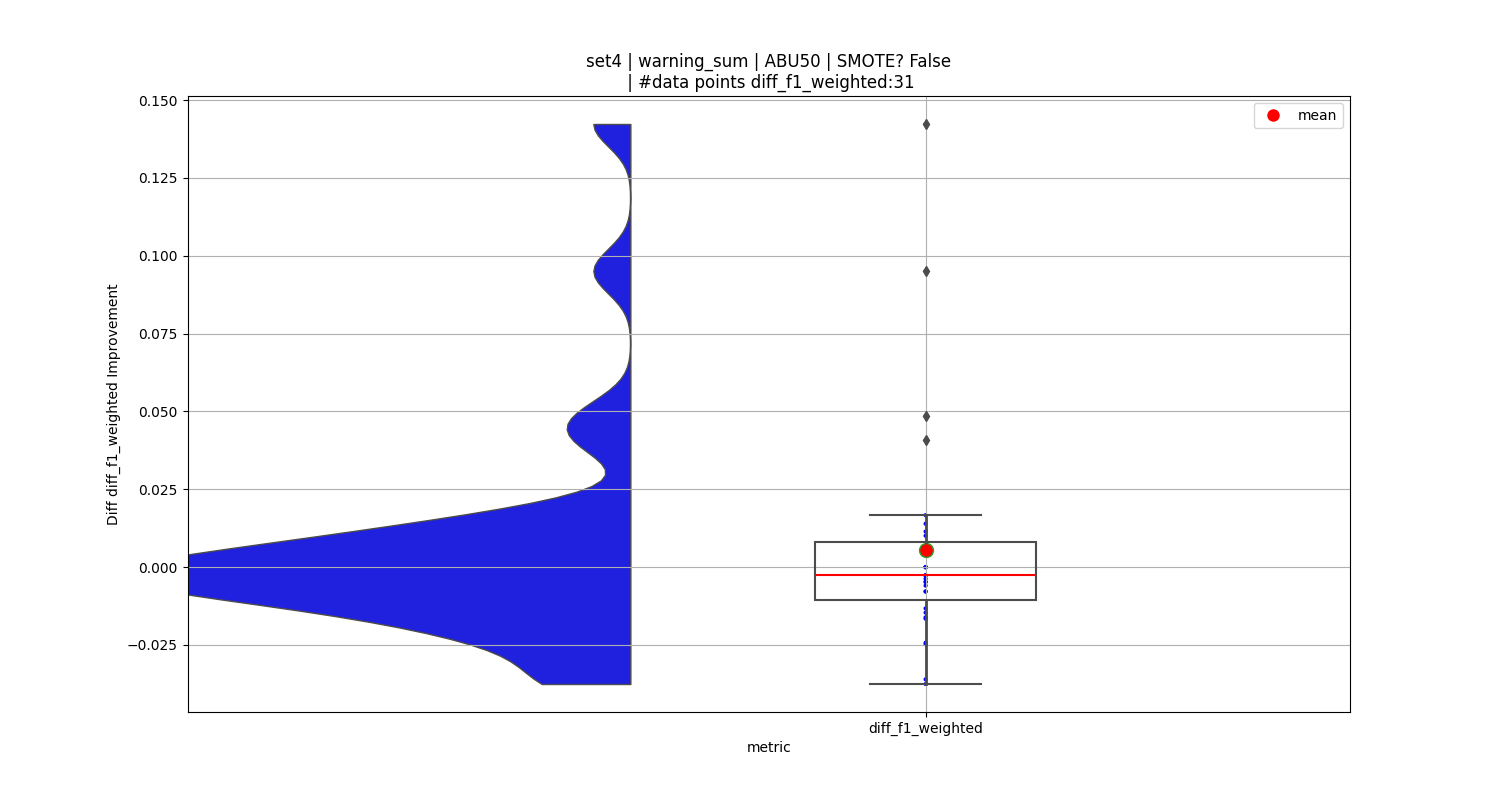 set4 | warning_sum | ABU50 | SMOTE? False
| #data points diff_f1_weighted:31
mean
0.150
0.125
0.100
0.075
0.050
0.025
0.000
−0.025
Diff diff_f1_weighted Improvement
diff_f1_weighted
metric